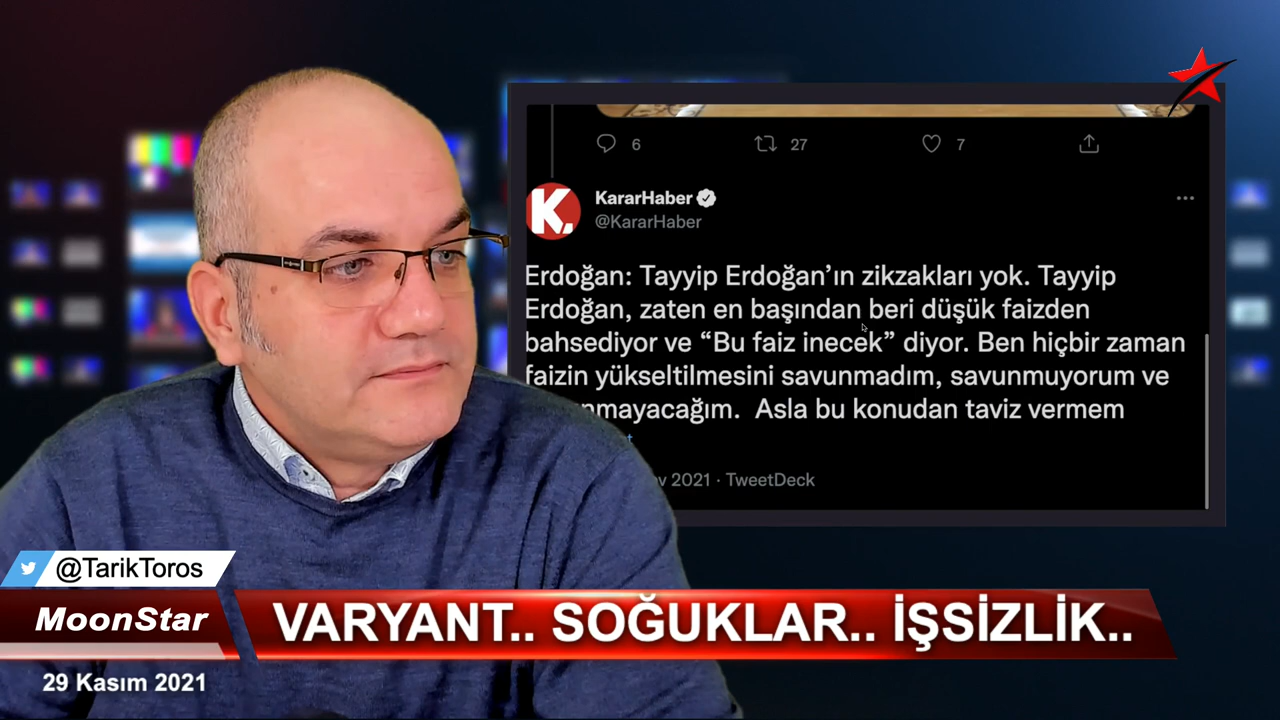 6 27 7
K.
KararHaber
@KararHaber
Erdoğan: Tayyip Erdoğan’ın zikzakları yok. Tayyip
Erdoğan, zaten en başından beri düşük faizden
bahsediyor ve “Bu faiz inecek” diyor. Ben hiçbir zaman
faizin yükseltilmesini savunmadım, savunmuyorum ve
Asla bu konudan taviz vermem
2021 · TweetDeck
@TarikToros
MoonStar
VARYANT.. SOĞUKLAR.. İŞSİZLİK..
29 Kasım 2021